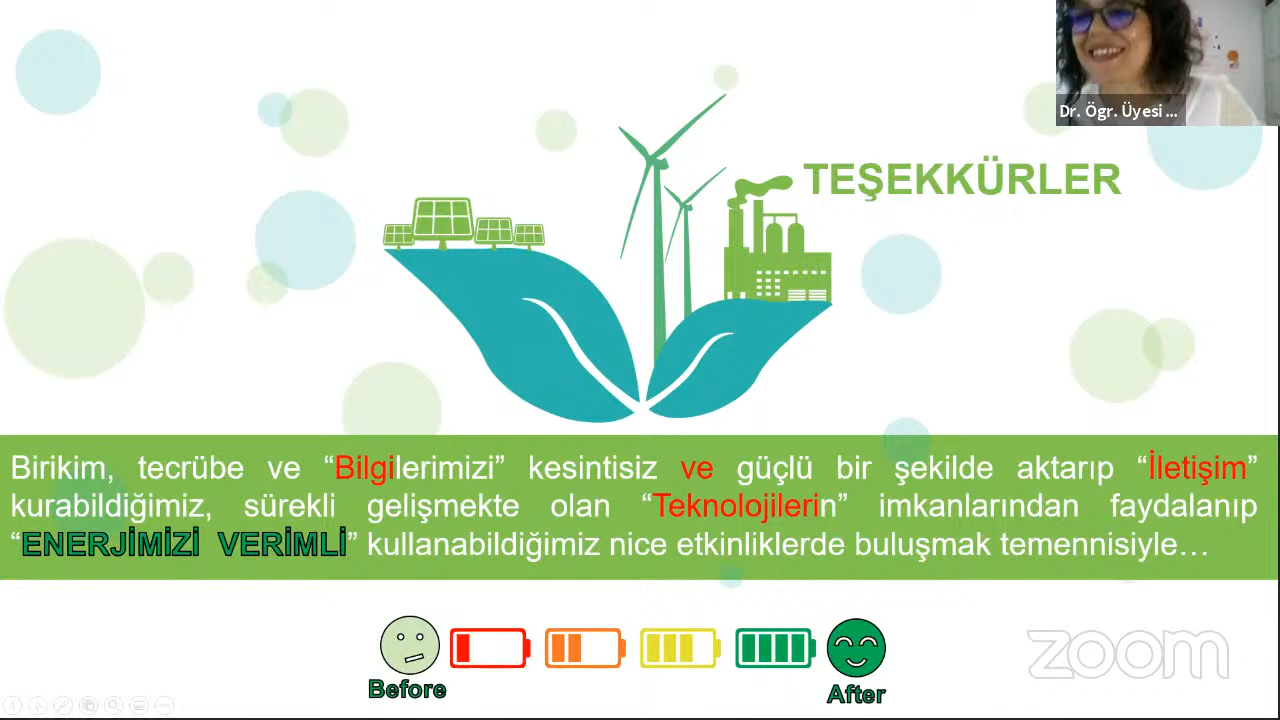 Dr. Ögr. Üyesi ...
TEŞEKKÜRLER
Birikim, tecrübe ve “Bilgilerimizi” kesintisiz ve güçlü bir şekilde aktarıp “İletişim”
kurabildiğimiz, sürekli gelişmekte olan “Teknolojilerin” imkanlarından faydalanıp
“ENERJİMİZİ VERİMLİ” kullanabildiğimiz nice etkinliklerde buluşmak temennisiyle…
Before
After
zoom